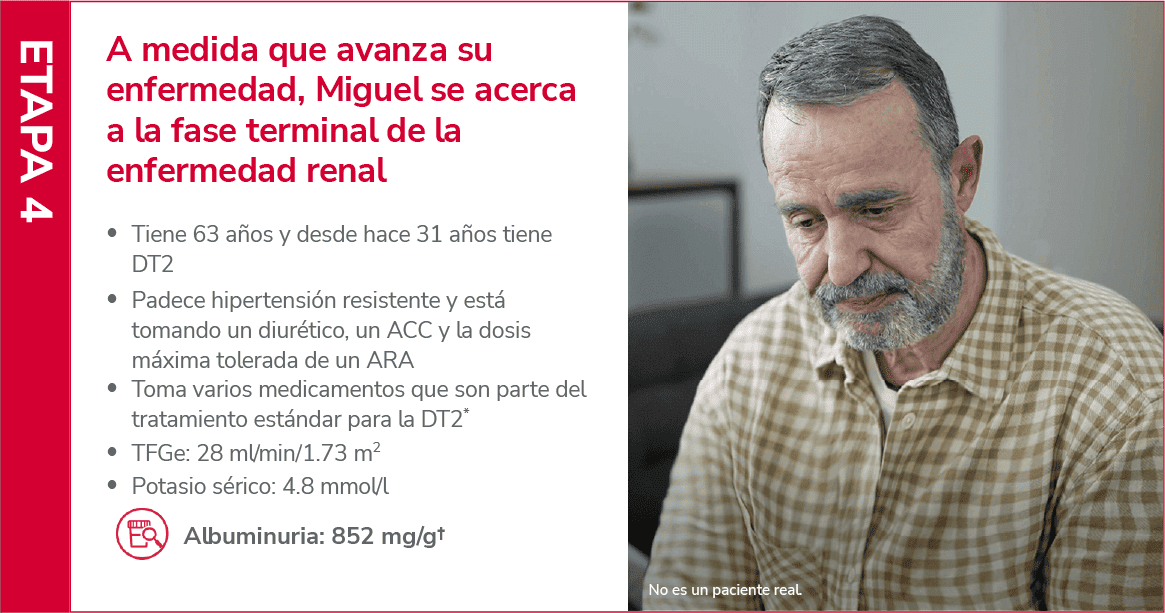 ETAPA 4
A medida que avanza su
enfermedad, Miguel se acerca
a la fase terminal de la
enfermedad renal
• Tiene 63 años y desde hace 31 años tiene
DT2
• Padece hipertensión resistente y está
tomando un diurético, un ACC y la dosis
máxima tolerada de un ARA
• Toma varios medicamentos que son parte del
tratamiento estándar para la DT2*
• TFGe: 28 ml/min/1.73 m²
• Potasio sérico: 4.8 mmol/l
Albuminuria: 852 mg/g†
No es un paciente real.